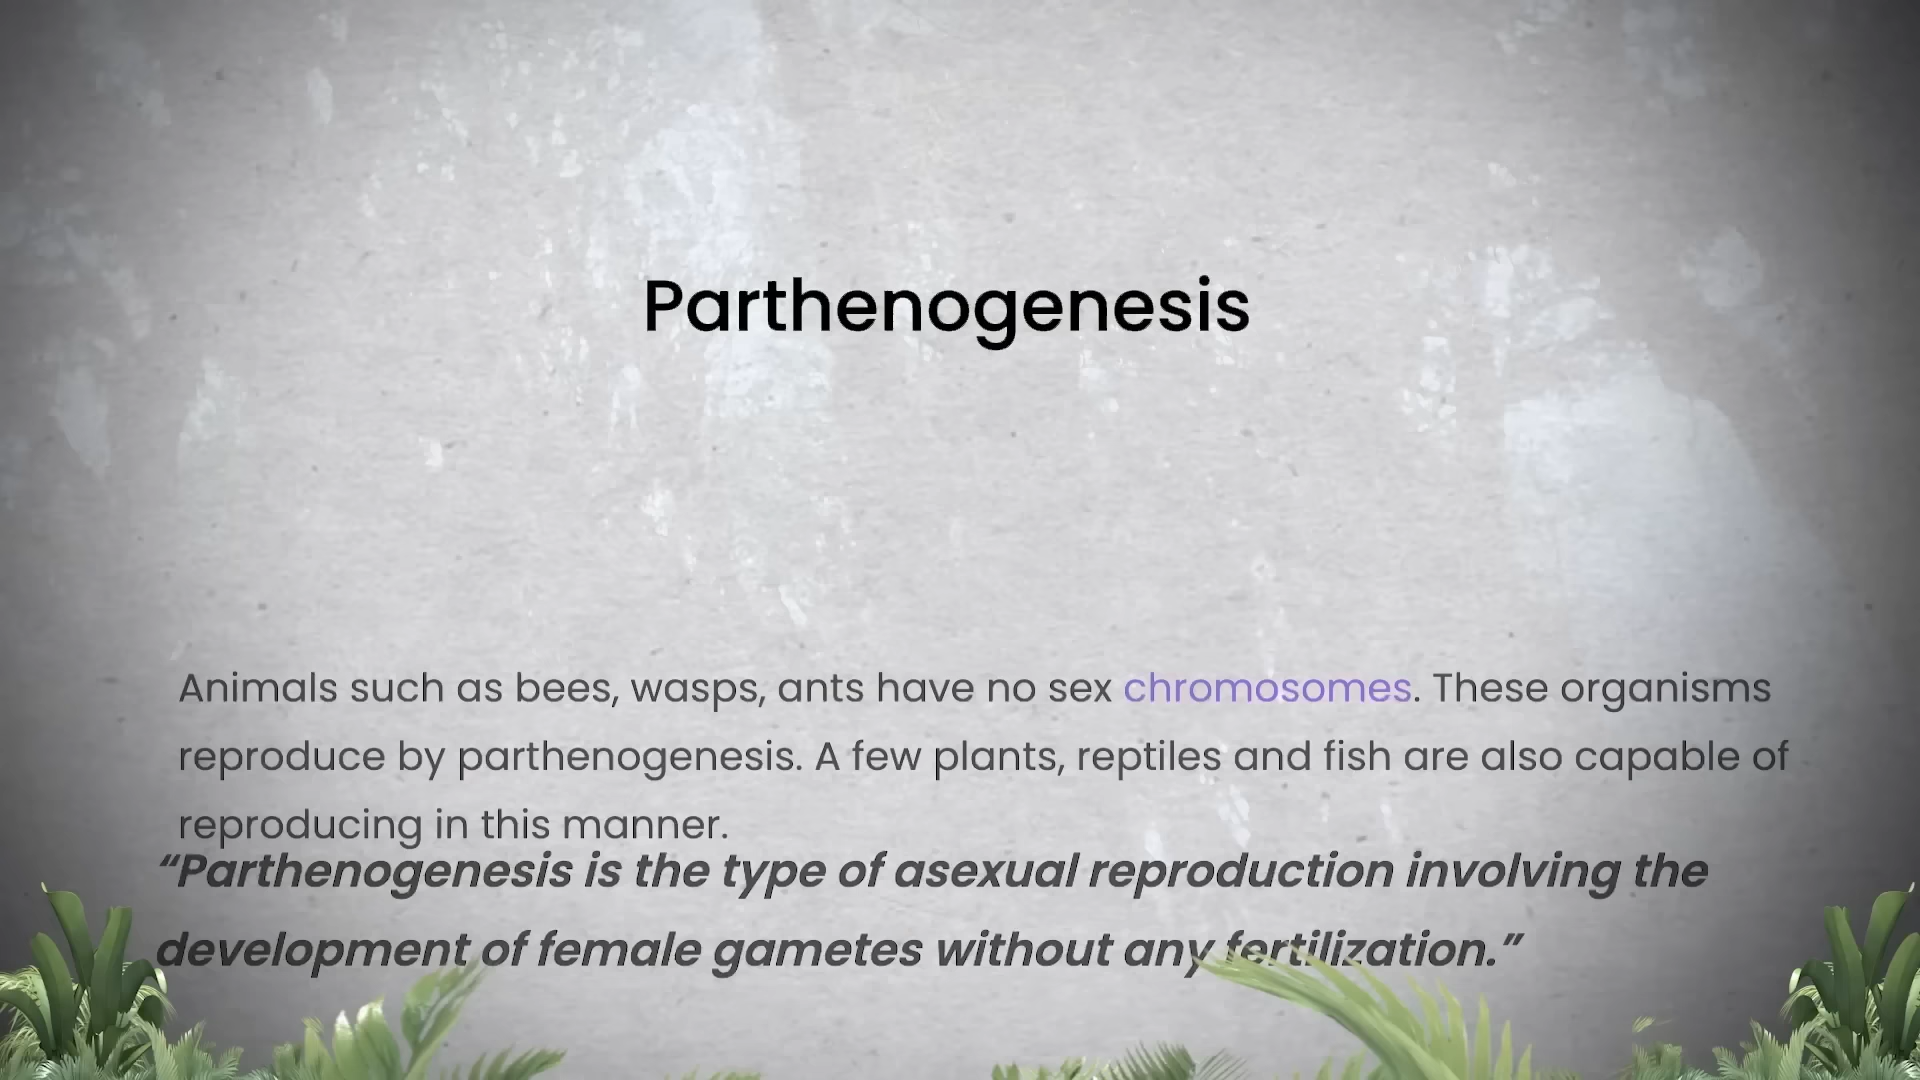 Parthenogenesis
Animals such as bees, wasps, ants have no sex chromosomes. These organisms
reproduce by parthenogenesis. A few plants, reptiles and fish are also capable of
reproducing in this manner.
“Parthenogenesis is the type of asexual reproduction involving the
development of female gametes without any fertilization.”